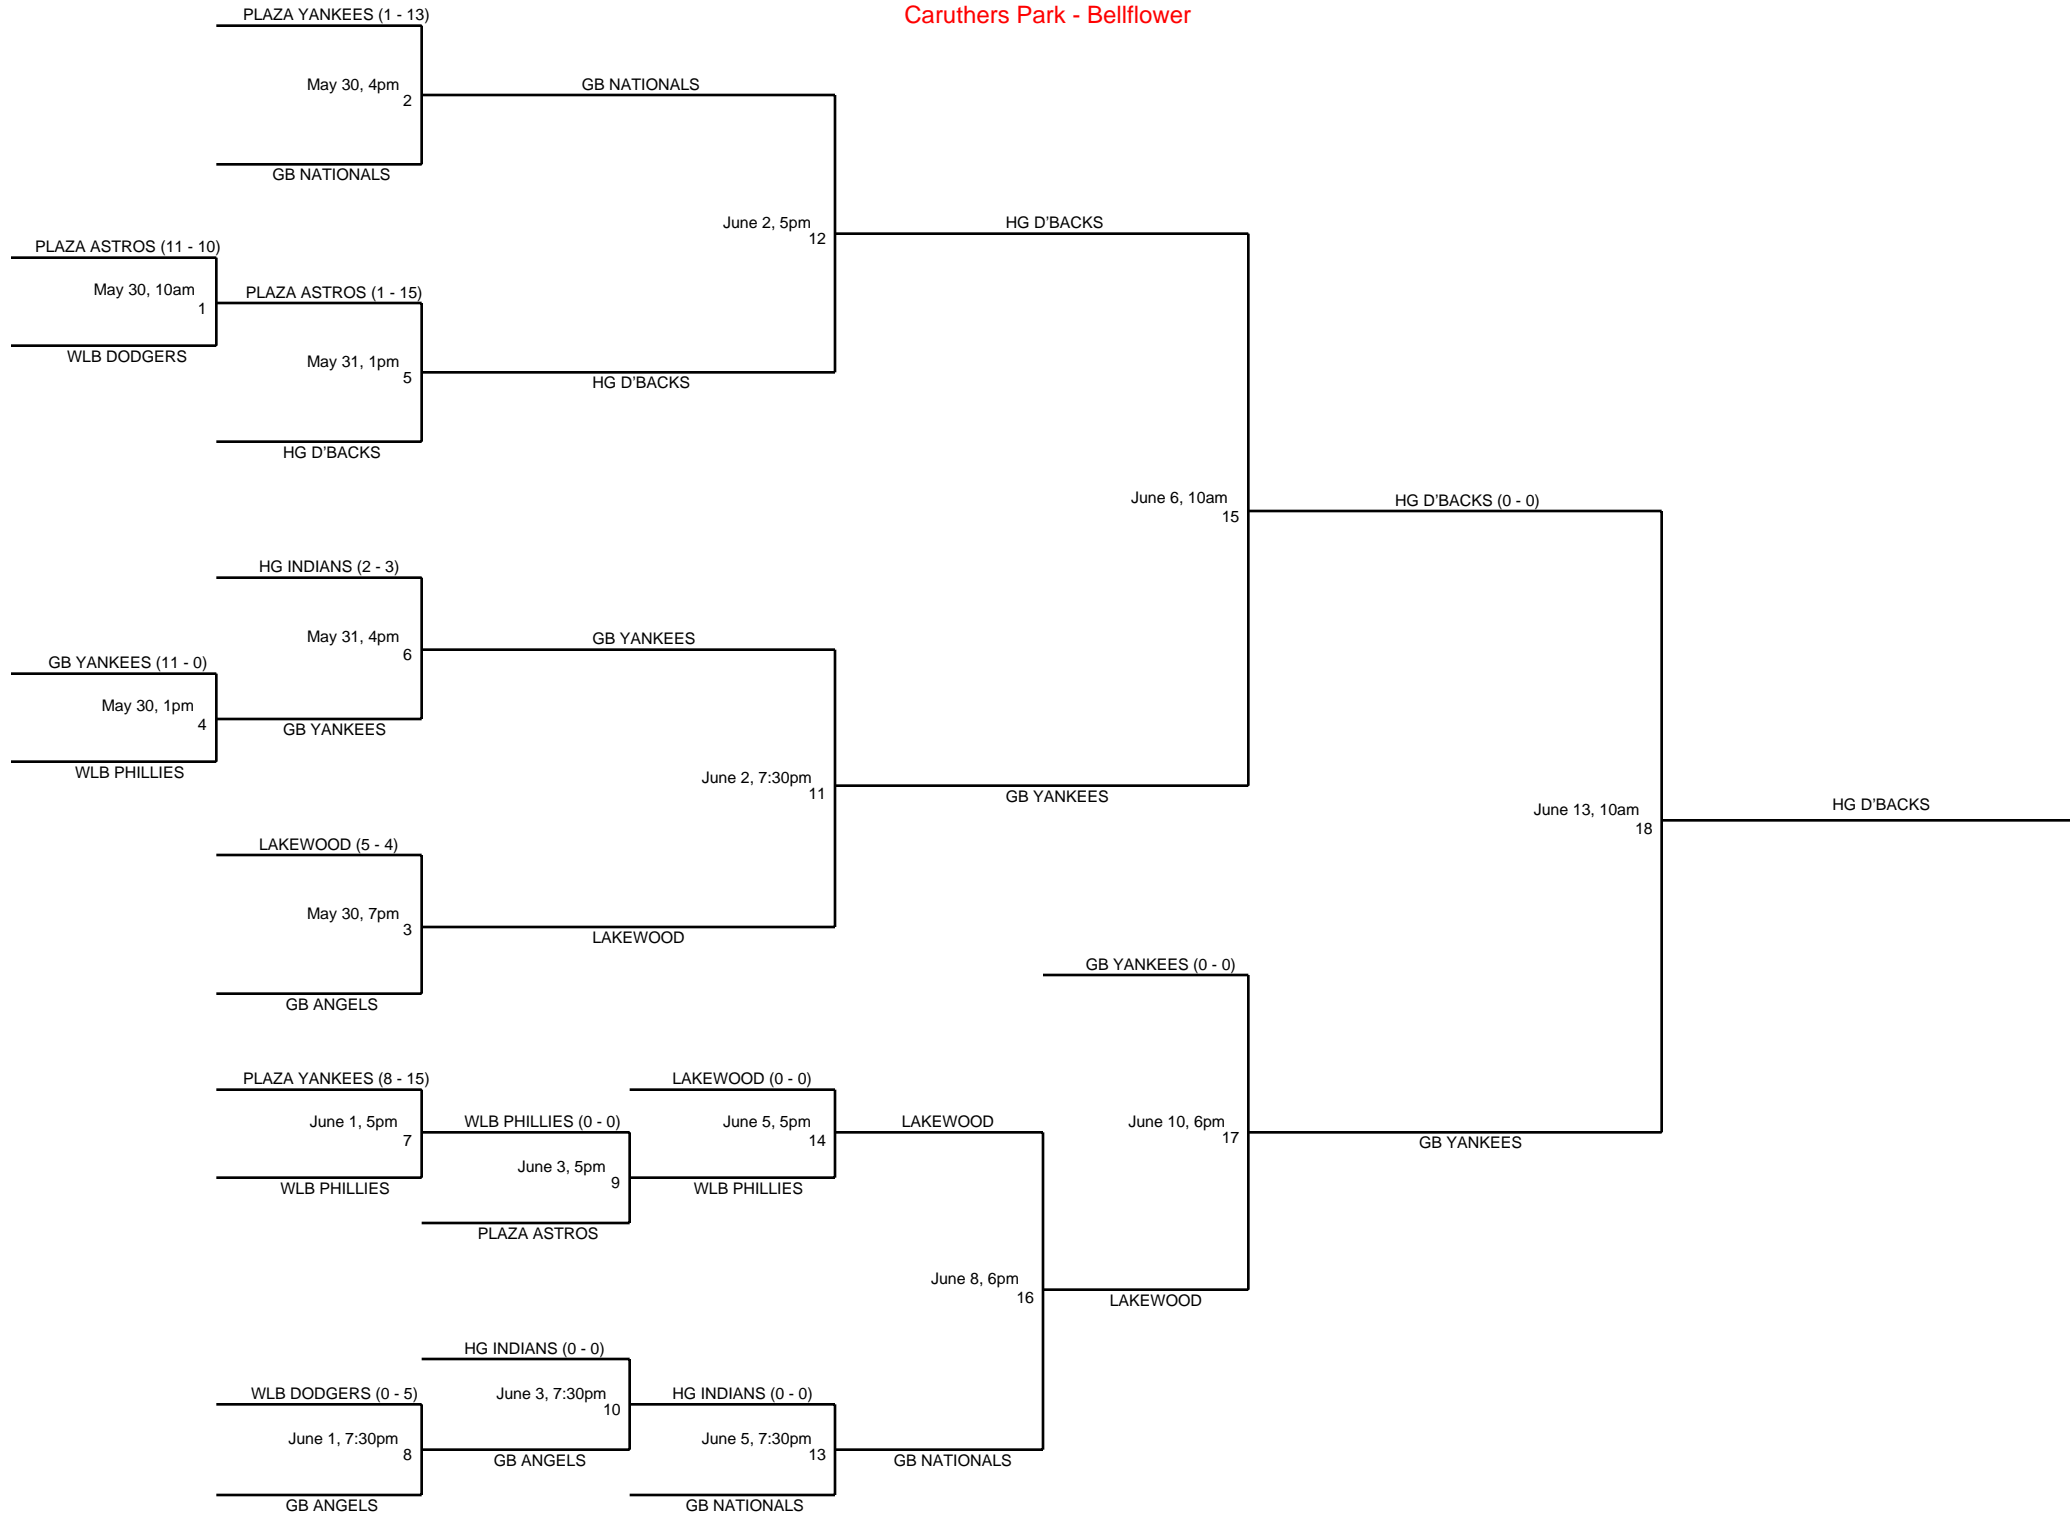 PLAZA YANKEES (1 - 13)
Caruthers Park - Bellflower
May 30, 4pm
2
GB NATIONALS
GB NATIONALS
June 2, 5pm
12
HG D'BACKS
PLAZA ASTROS (11 - 10)
May 30, 10am
1
PLAZA ASTROS (1 - 15)
WLB DODGERS
May 31, 1pm
5
HG D'BACKS
HG D'BACKS
June 6, 10am
15
HG D'BACKS (0 - 0)
HG INDIANS (2 - 3)
May 31, 4pm
6
GB YANKEES
GB YANKEES (11 - 0)
May 30, 1pm
4
GB YANKEES
WLB PHILLIES
June 2, 7:30pm
11
GB YANKEES
June 13, 10am
18
HG D'BACKS
LAKEWOOD (5 - 4)
May 30, 7pm
3
LAKEWOOD
GB ANGELS
GB YANKEES (0 - 0)
PLAZA YANKEES (8 - 15)
LAKEWOOD (0 - 0)
June 1, 5pm
7
WLB PHILLIES (0 - 0)
June 5, 5pm
14
LAKEWOOD
June 10, 6pm
17
GB YANKEES
June 3, 5pm
9
WLB PHILLIES
WLB PHILLIES
PLAZA ASTROS
June 8, 6pm
16
LAKEWOOD
HG INDIANS (0 - 0)
WLB DODGERS (0 - 5)
June 3, 7:30pm
10
HG INDIANS (0 - 0)
June 1, 7:30pm
8
GB ANGELS
June 5, 7:30pm
13
GB NATIONALS
GB ANGELS
GB NATIONALS